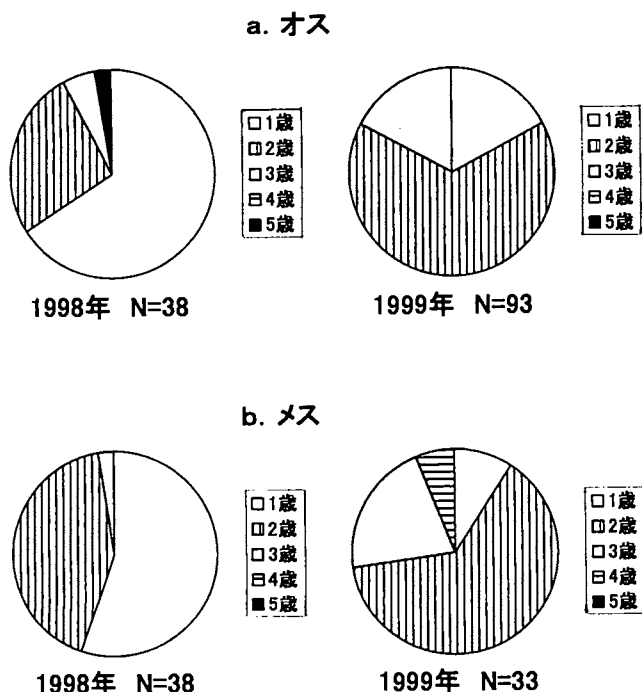 a. オス
□1歳
▥2歳
□3歳
▤4歳
■5歳
1998年 N=38
□1歳
▥2歳
□3歳
▤4歳
■5歳
1999年 N=93
b. メス
□1歳
▥2歳
□3歳
▤4歳
■5歳
1998年 N=38
□1歳
▥2歳
□3歳
▤4歳
■5歳
1999年 N=33